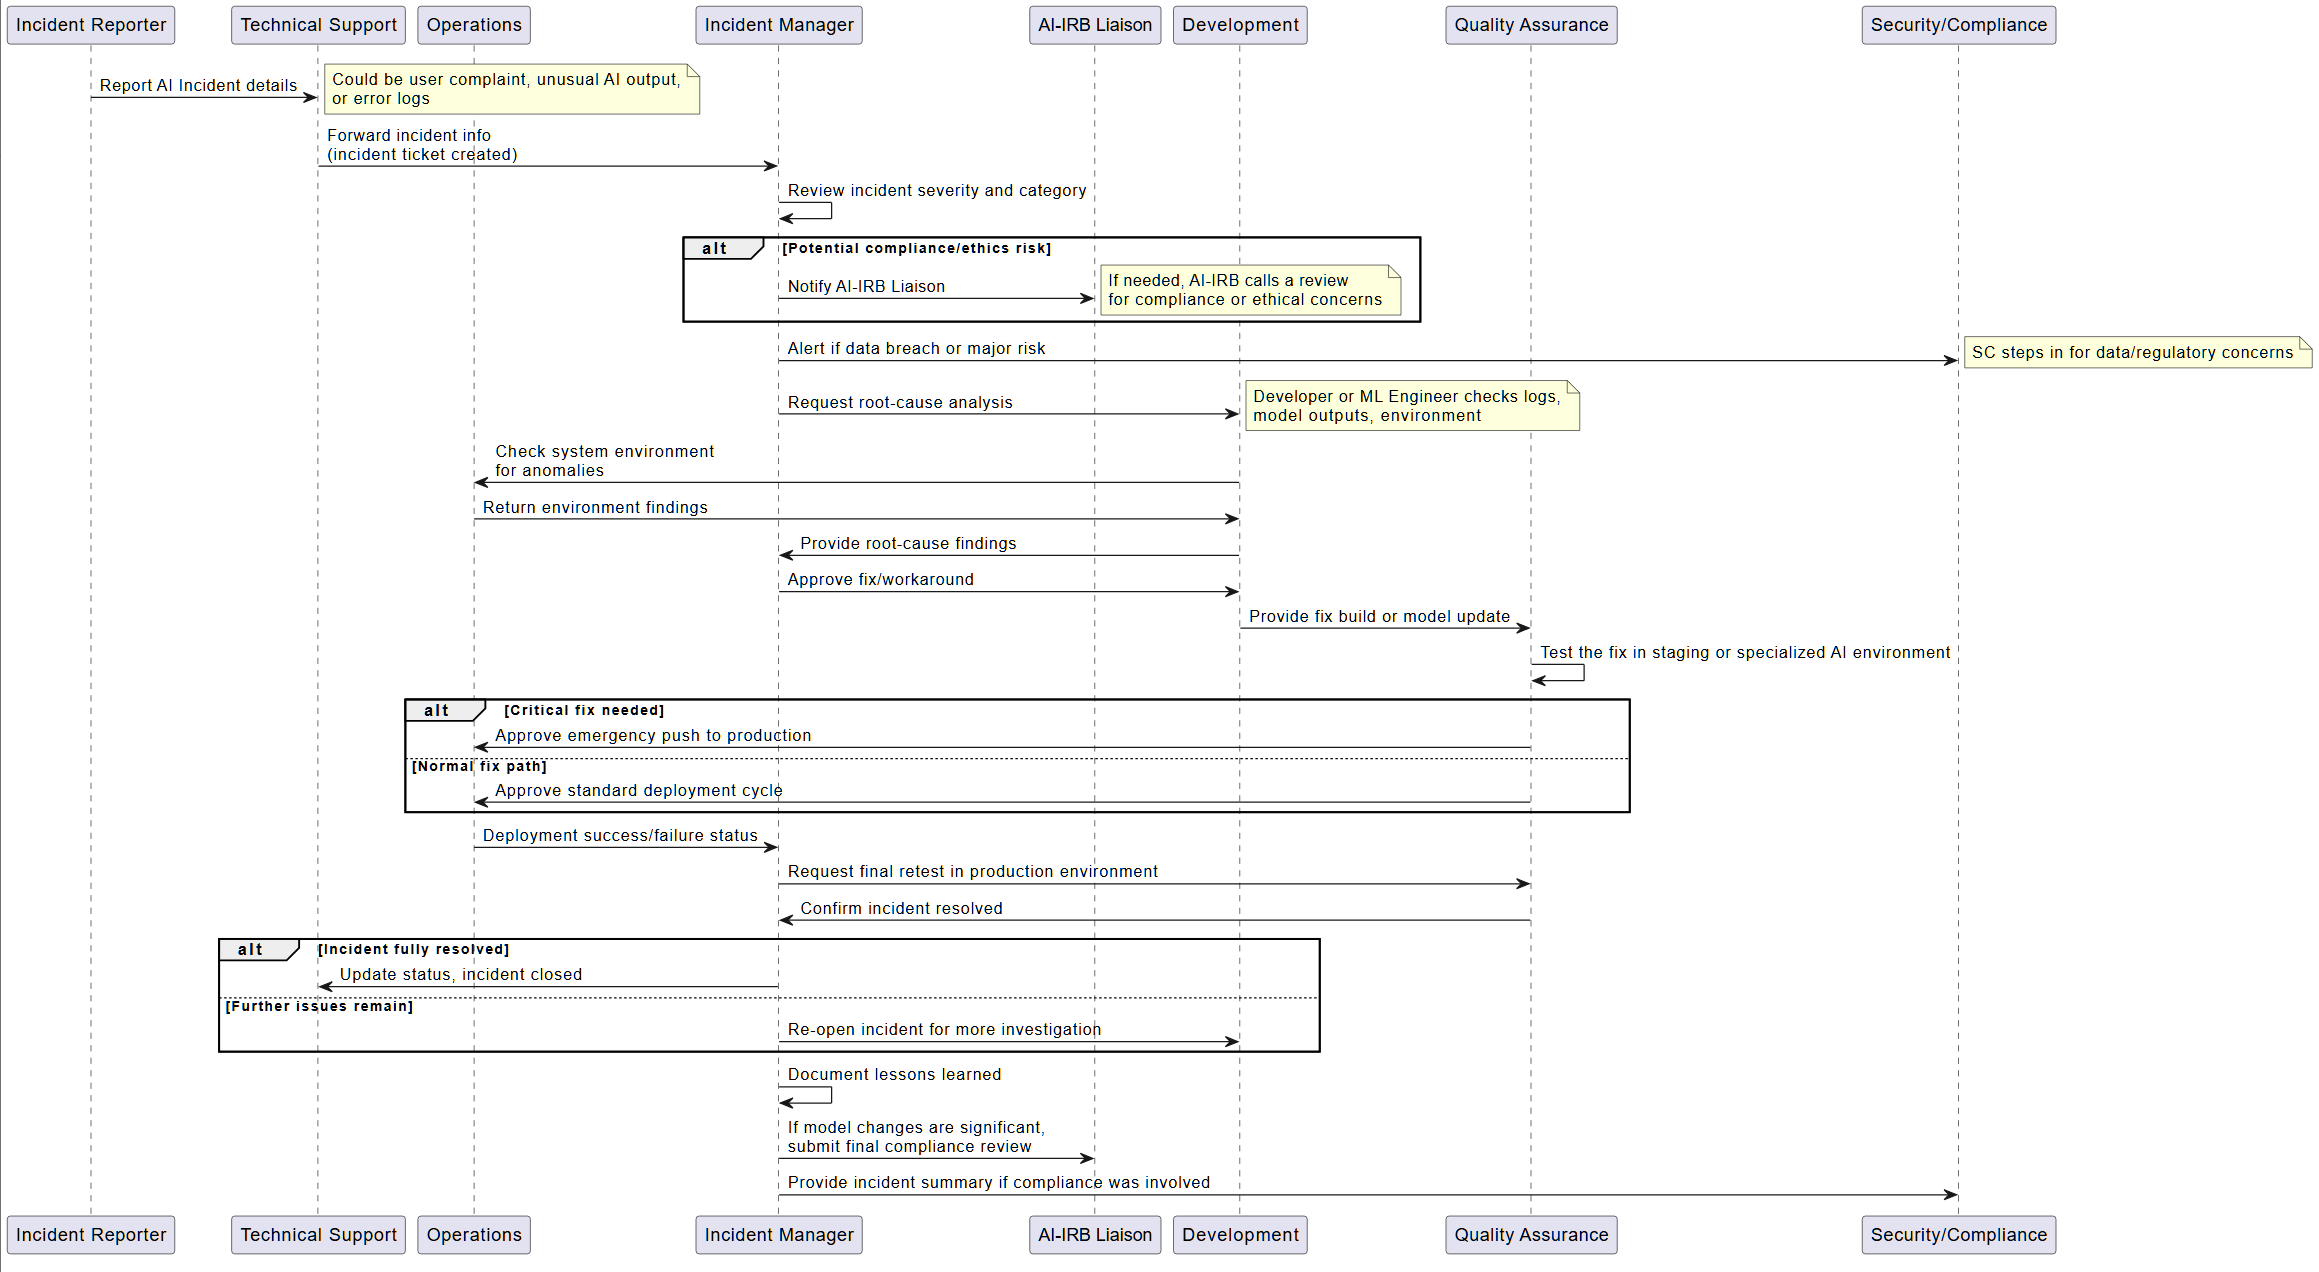 Incident Reporter
Technical Support
Operations
Incident Manager
AI-IRB Liaison
Development
Quality Assurance
Security/Compliance
Report AI Incident details
Could be user complaint, unusual AI output,
or error logs
Forward incident info
(incident ticket created)
Review incident severity and category
alt
[Potential compliance/ethics risk]
Notify AI-IRB Liaison
If needed, AI-IRB calls a review
for compliance or ethical concerns
Alert if data breach or major risk
SC steps in for data/regulatory concerns
Request root-cause analysis
Developer or ML Engineer checks logs,
model outputs, environment
Check system environment
for anomalies
Return environment findings
Provide root-cause findings
Approve fix/workaround
Provide fix build or model update
Test the fix in staging or specialized AI environment
alt
[Critical fix needed]
Approve emergency push to production
[Normal fix path]
Approve standard deployment cycle
Deployment success/failure status
Request final retest in production environment
Confirm incident resolved
alt
[Incident fully resolved]
Update status, incident closed
[Further issues remain]
Re-open incident for more investigation
Document lessons learned
If model changes are significant,
submit final compliance review
Provide incident summary if compliance was involved
Incident Reporter
Technical Support
Operations
Incident Manager
AI-IRB Liaison
Development
Quality Assurance
Security/Compliance